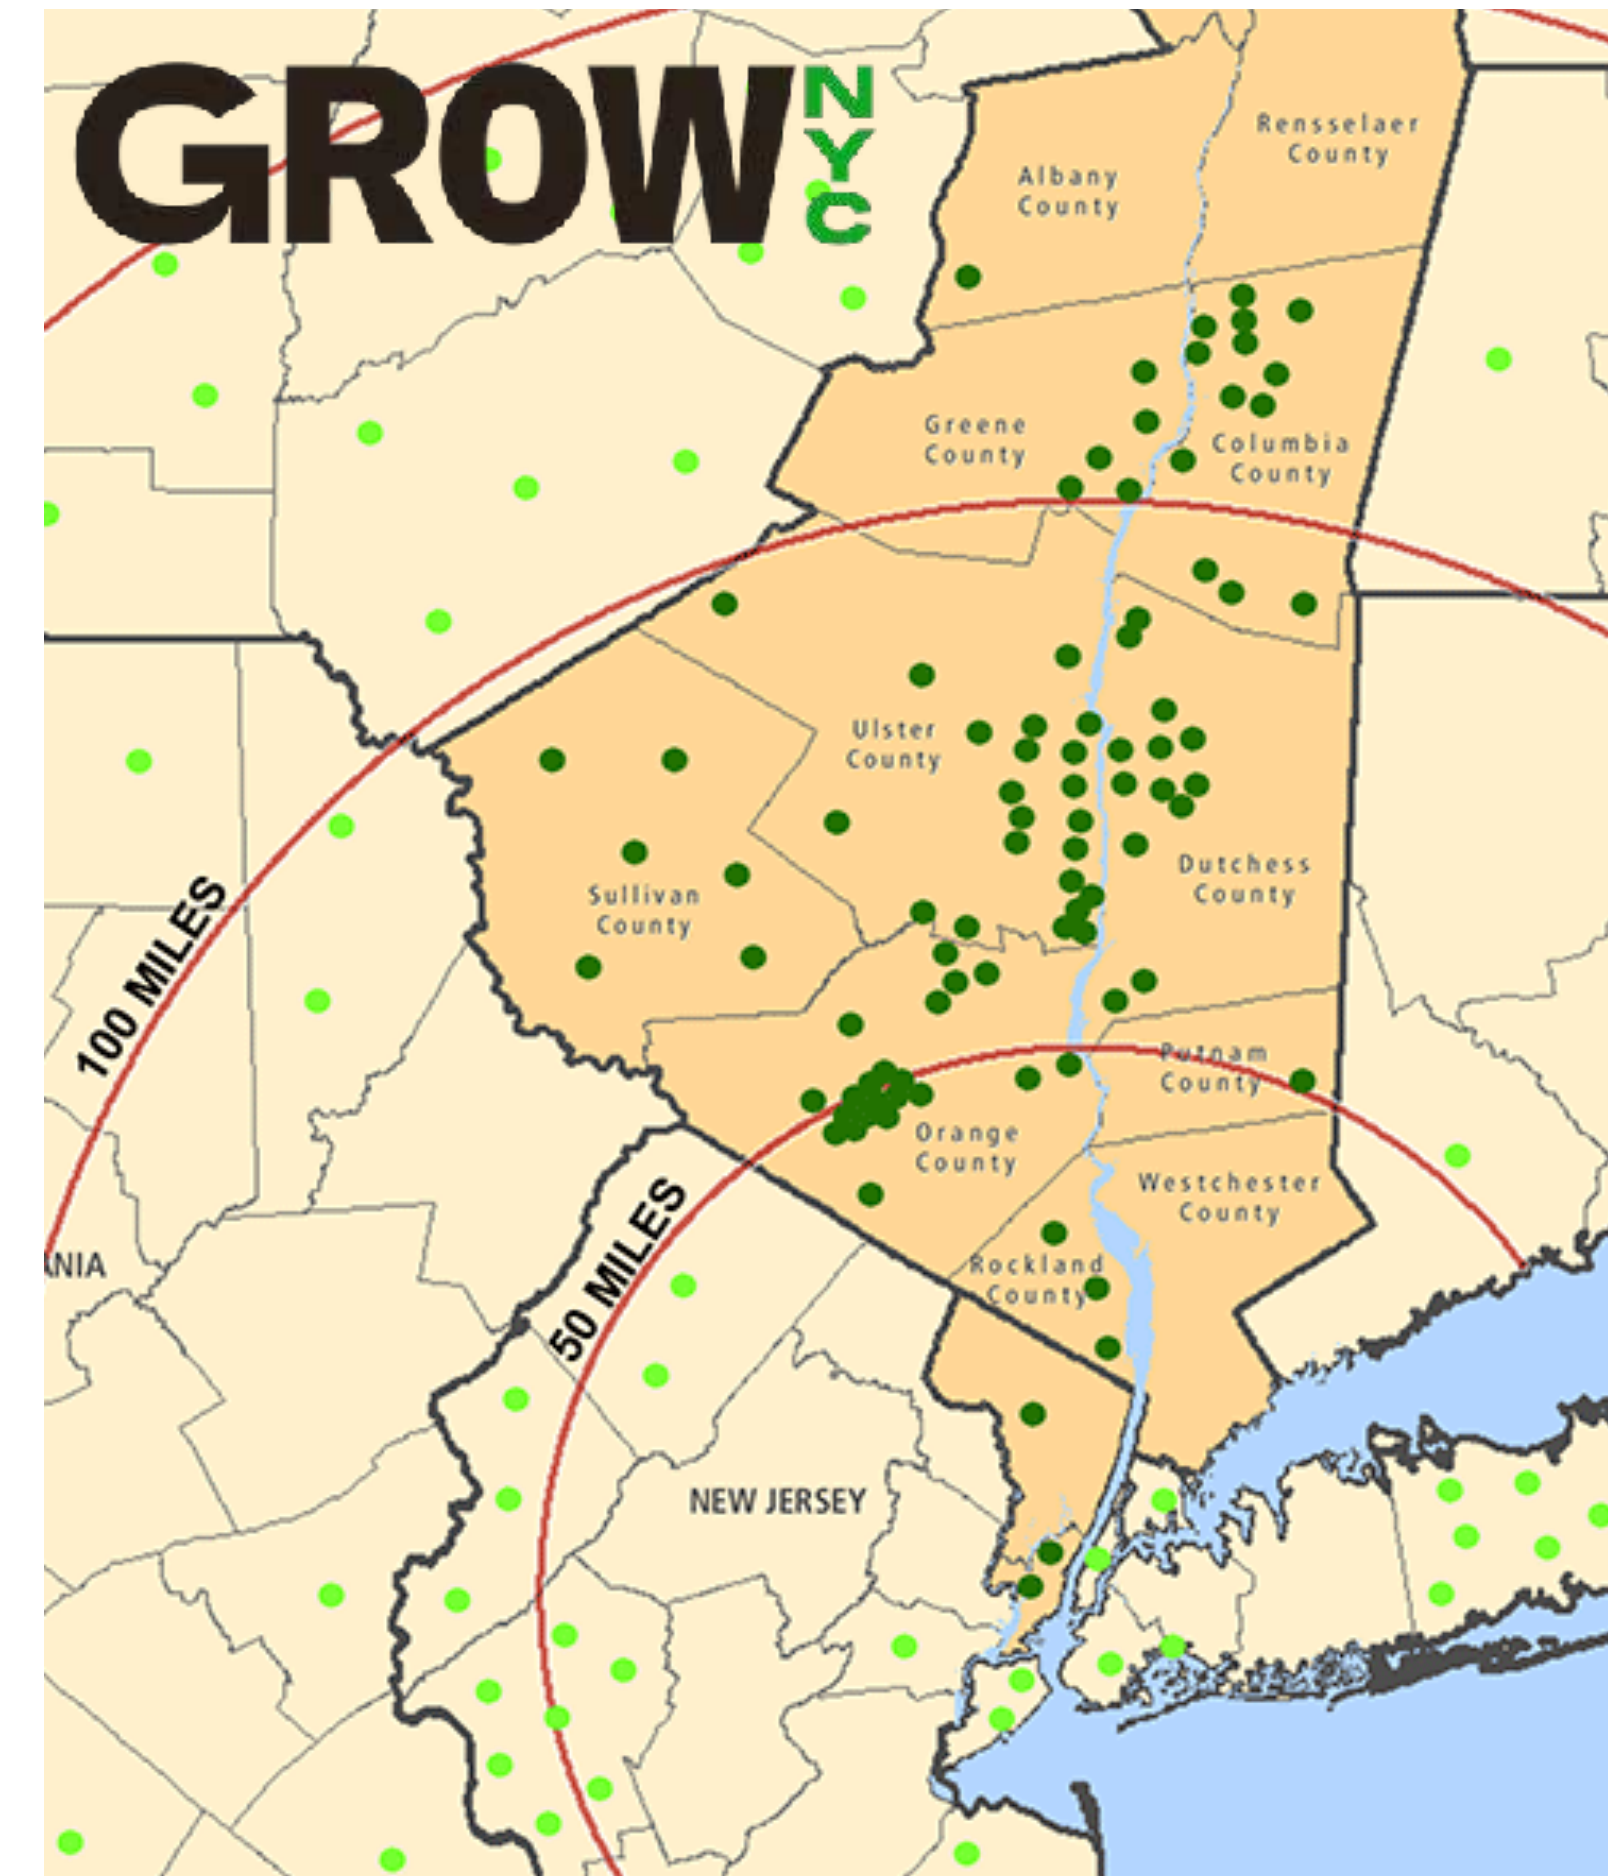 GROW
NYC
Rensselaer
County
Albany
County
Greene
County
Columbia
County
Ulster
County
Dutchess
County
Sullivan
County
100 MILES
Putnam
County
Orange
County
Westchester
County
50 MILES
Rockland
County
NIA
NEW JERSEY